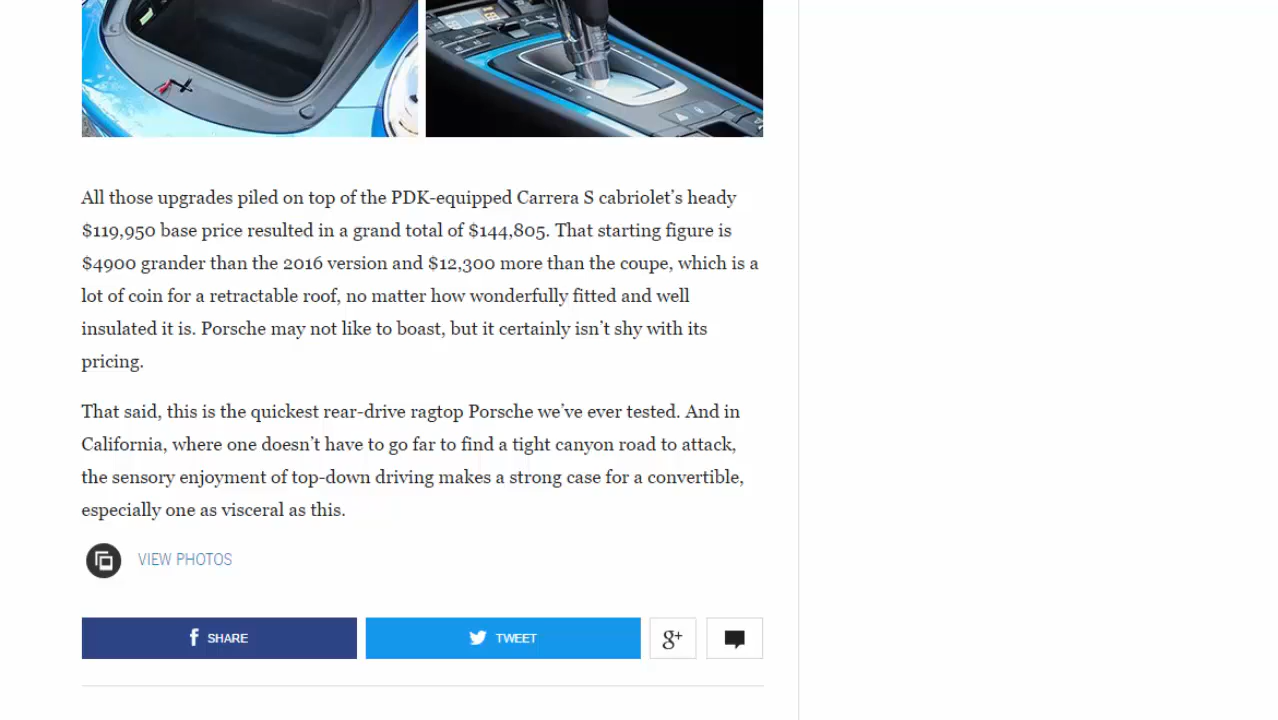 All those upgrades piled on top of the PDK-equipped Carrera S cabriolet’s heady
$119,950 base price resulted in a grand total of $144,805. That starting figure is
$4900 grander than the 2016 version and $12,300 more than the coupe, which is a
lot of coin for a retractable roof, no matter how wonderfully fitted and well
insulated it is. Porsche may not like to boast, but it certainly isn’t shy with its
pricing.
That said, this is the quickest rear-drive ragtop Porsche we’ve ever tested. And in
California, where one doesn’t have to go far to find a tight canyon road to attack,
the sensory enjoyment of top-down driving makes a strong case for a convertible,
especially one as visceral as this.
VIEW PHOTOS
f SHARE TWEET g+